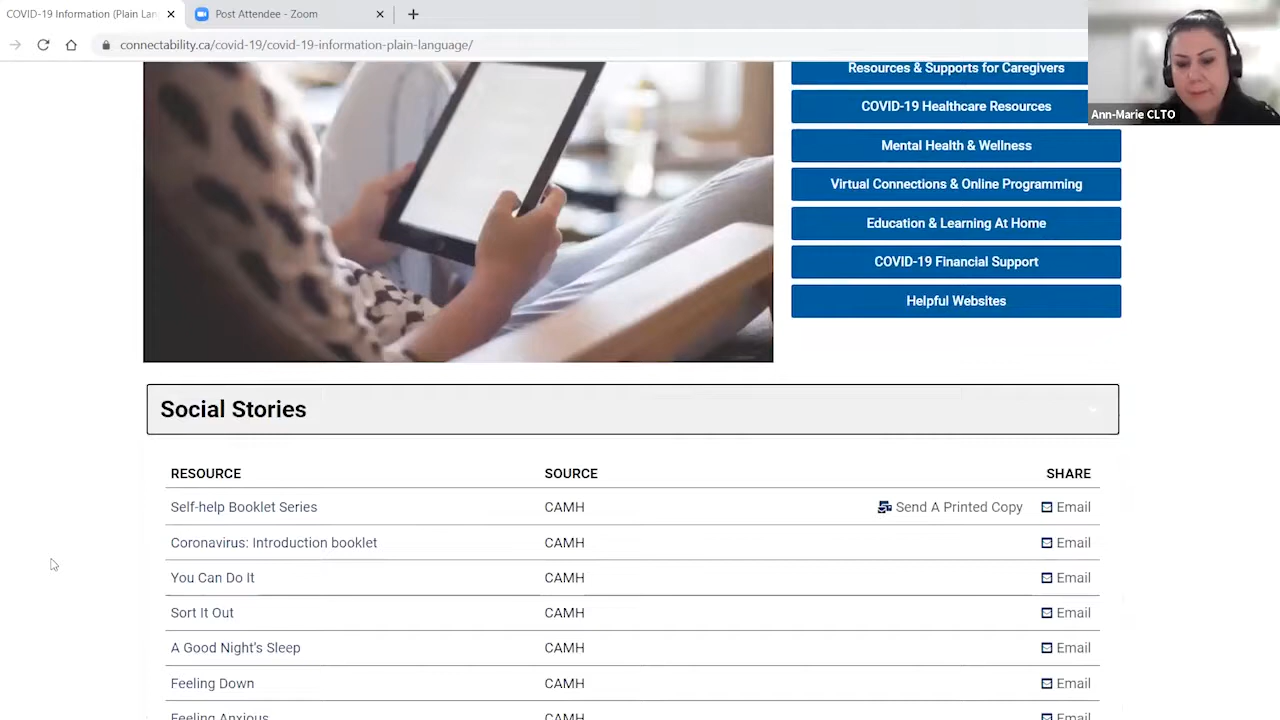 COVID-19 Information (Plain Lan
Post Attendee - Zoom
connectability.ca/covid-19/covid-19-information-plain-language/
Ann-Marie CLTO
Resources & Supports for Caregivers
COVID-19 Healthcare Resources
Mental Health & Wellness
Virtual Connections & Online Programming
Education & Learning At Home
COVID-19 Financial Support
Helpful Websites
Social Stories
RESOURCE SOURCE SHARE
Self-help Booklet Series CAMH Send A Printed Copy Email
Coronavirus: Introduction booklet CAMH Email
You Can Do It CAMH Email
Sort It Out CAMH Email
A Good Night's Sleep CAMH Email
Feeling Down CAMH Email
Feeling Anxious CAMH Email